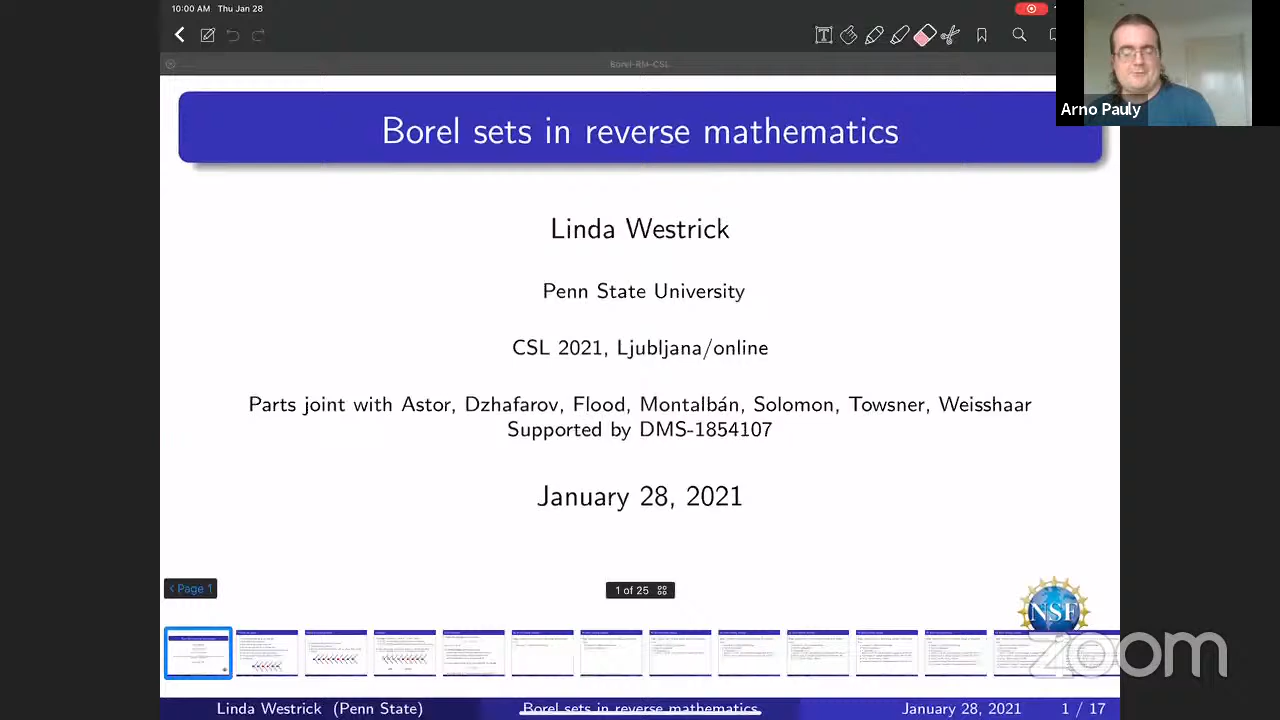 10:00 AM Thu Jan 28
Borel-RM-CSL
Arno Pauly
Borel sets in reverse mathematics
Linda Westrick
Penn State University
CSL 2021, Ljubljana/online
Parts joint with Astor, Dzhafarov, Flood, Montalbán, Solomon, Towsner, Weisshaar
Supported by DMS-1854107
January 28, 2021
Page 1
1 of 25
NSF
zoom
Linda Westrick (Penn State)
Borel sets in reverse mathematics
January 28, 2021
1 / 17